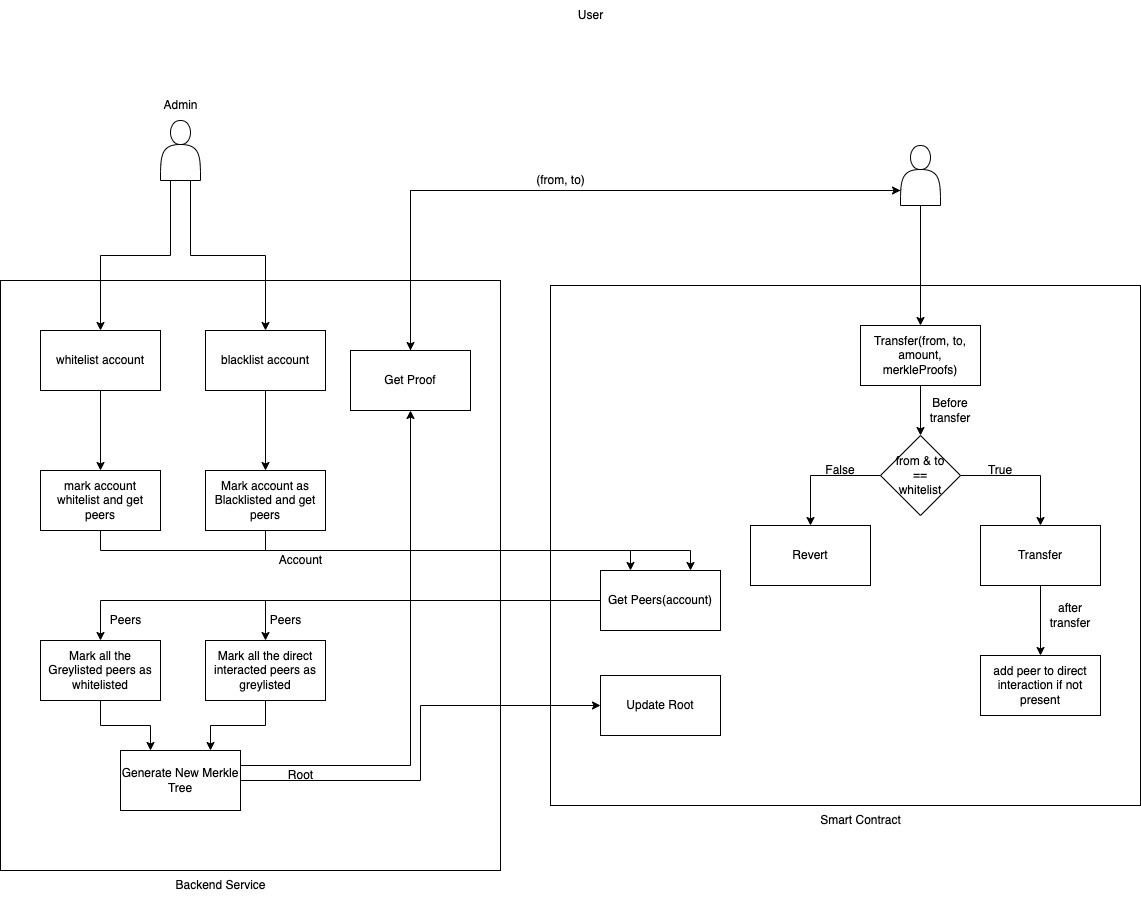 User
Admin
(from, to)
whitelist account
blacklist account
Get Proof
Transfer(from, to,
amount,
merkleProofs)
Before
transfer
from & to
==
whitelist
False
True
mark account
whitelist and get
peers
Mark account as
Blacklisted and get
peers
Revert
Transfer
Account
Get Peers(account)
after
transfer
Peers
Peers
Mark all the
Greylisted peers as
whitelisted
Mark all the direct
interacted peers as
greylisted
add peer to direct
interaction if not
present
Update Root
Generate New Merkle
Tree
Root
Smart Contract
Backend Service